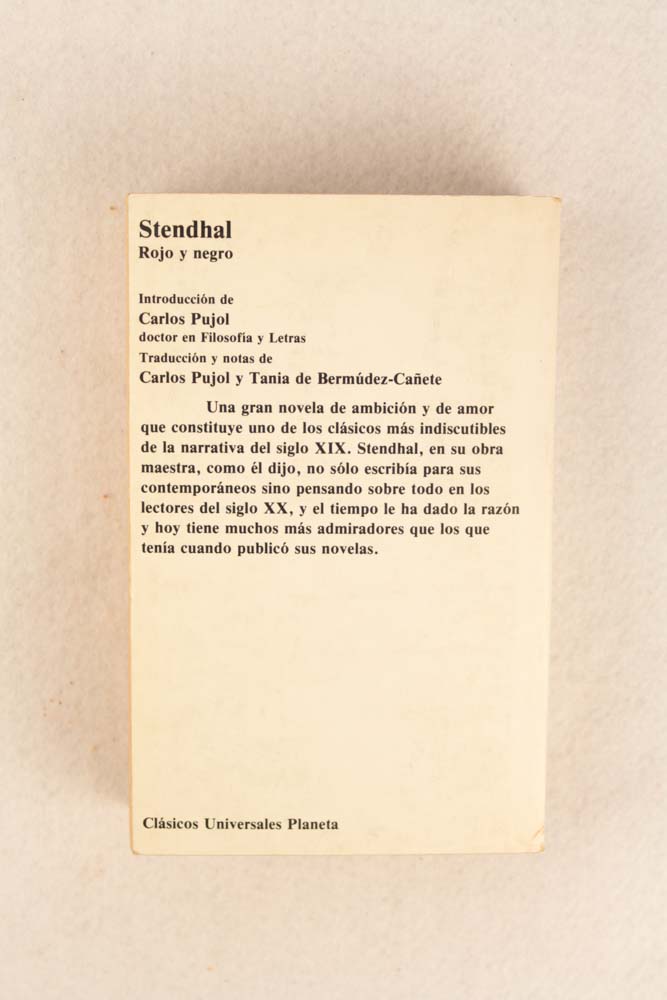 Stendhal
Rojo y negro
Introducción de
Carlos Pujol
doctor en Filosofía y Letras
Traducción y notas de
Carlos Pujol y Tania de Bermúdez-Cañete
Una gran novela de ambición y de amor
que constituye uno de los clásicos más indiscutibles
de la narrativa del siglo XIX. Stendhal, en su obra
maestra, como él dijo, no sólo escribía para sus
contemporáneos sino pensando sobre todo en los
lectores del siglo XX, y el tiempo le ha dado la razón
y hoy tiene muchos más admiradores que los que
tenía cuando publicó sus novelas.
Clásicos Universales Planeta